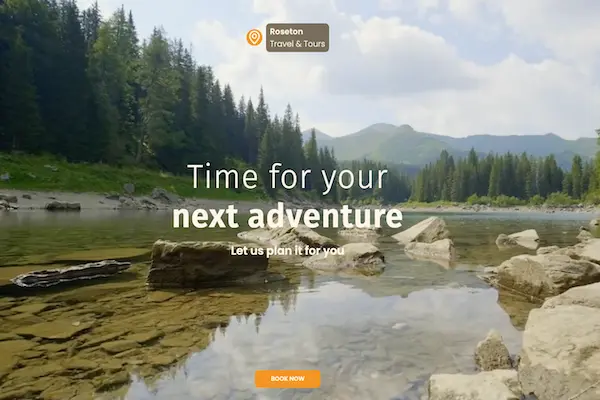 Roseton
Travel & Tours
Time for your
next adventure
Let us plan it for you
BOOK NOW